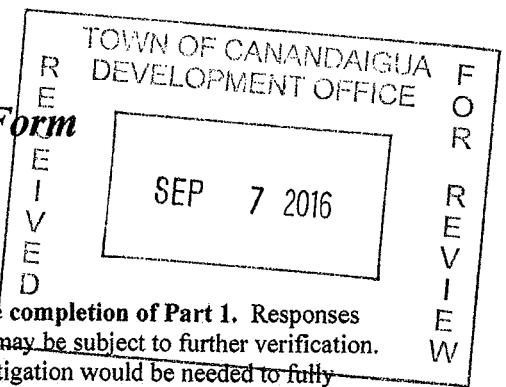 TOWN OF CANANDAIGUA
DEVELOPMENT OFFICE
RECEIVED
FOR REVIEW
Form
SEP 7 2016
completion of Part 1. Responses
may be subject to further verification.
tigation would be needed to fully